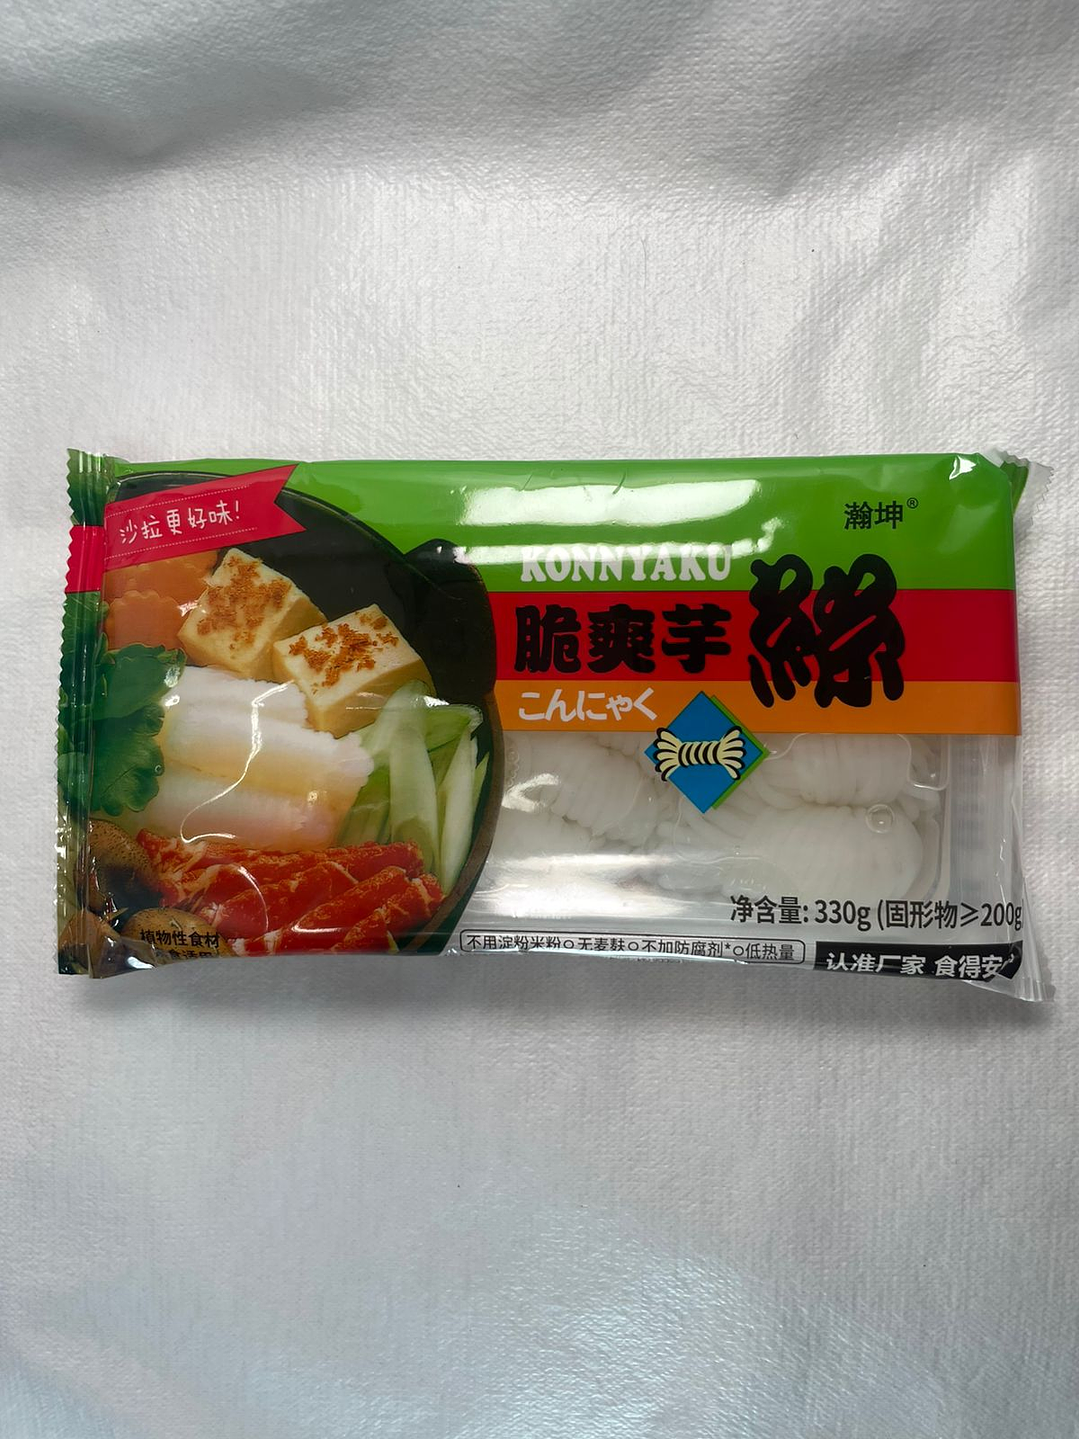 沙拉更好味!
瀚坤®
KONNYAKU
脆爽芋絲
こんにゃく
净含量: 330g (固形物≥200g
植物性食材
不用淀粉米粉○无麦麸○不加防腐剂*○低热量
认准厂家 食得安